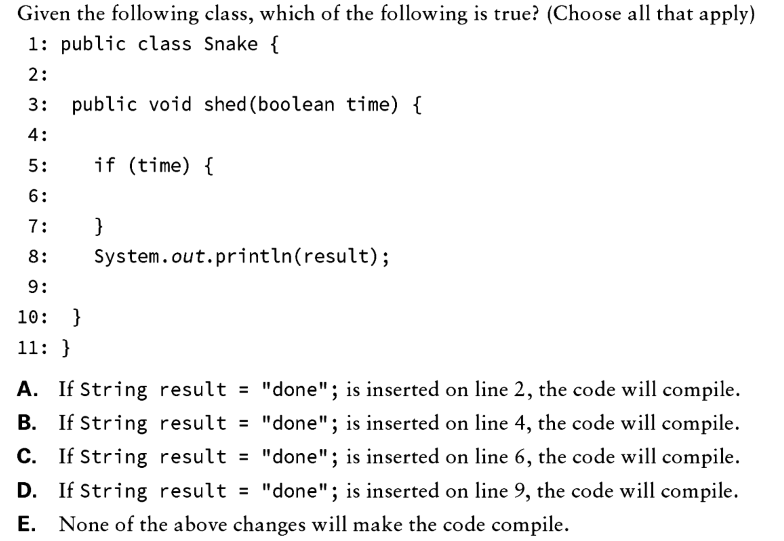 Given the following class, which of the following is true? (Choose all that apply)
1: public class Snake {
2:
3: public void shed(boolean time) {
4:
5: if (time) {
6:
7: }
8: System.out.println(result);
9:
10: }
11: }
A. If String result = "done"; is inserted on line 2, the code will compile.
B. If String result = "done"; is inserted on line 4, the code will compile.
C. If String result = "done"; is inserted on line 6, the code will compile.
D. If String result = "done"; is inserted on line 9, the code will compile.
E. None of the above changes will make the code compile.